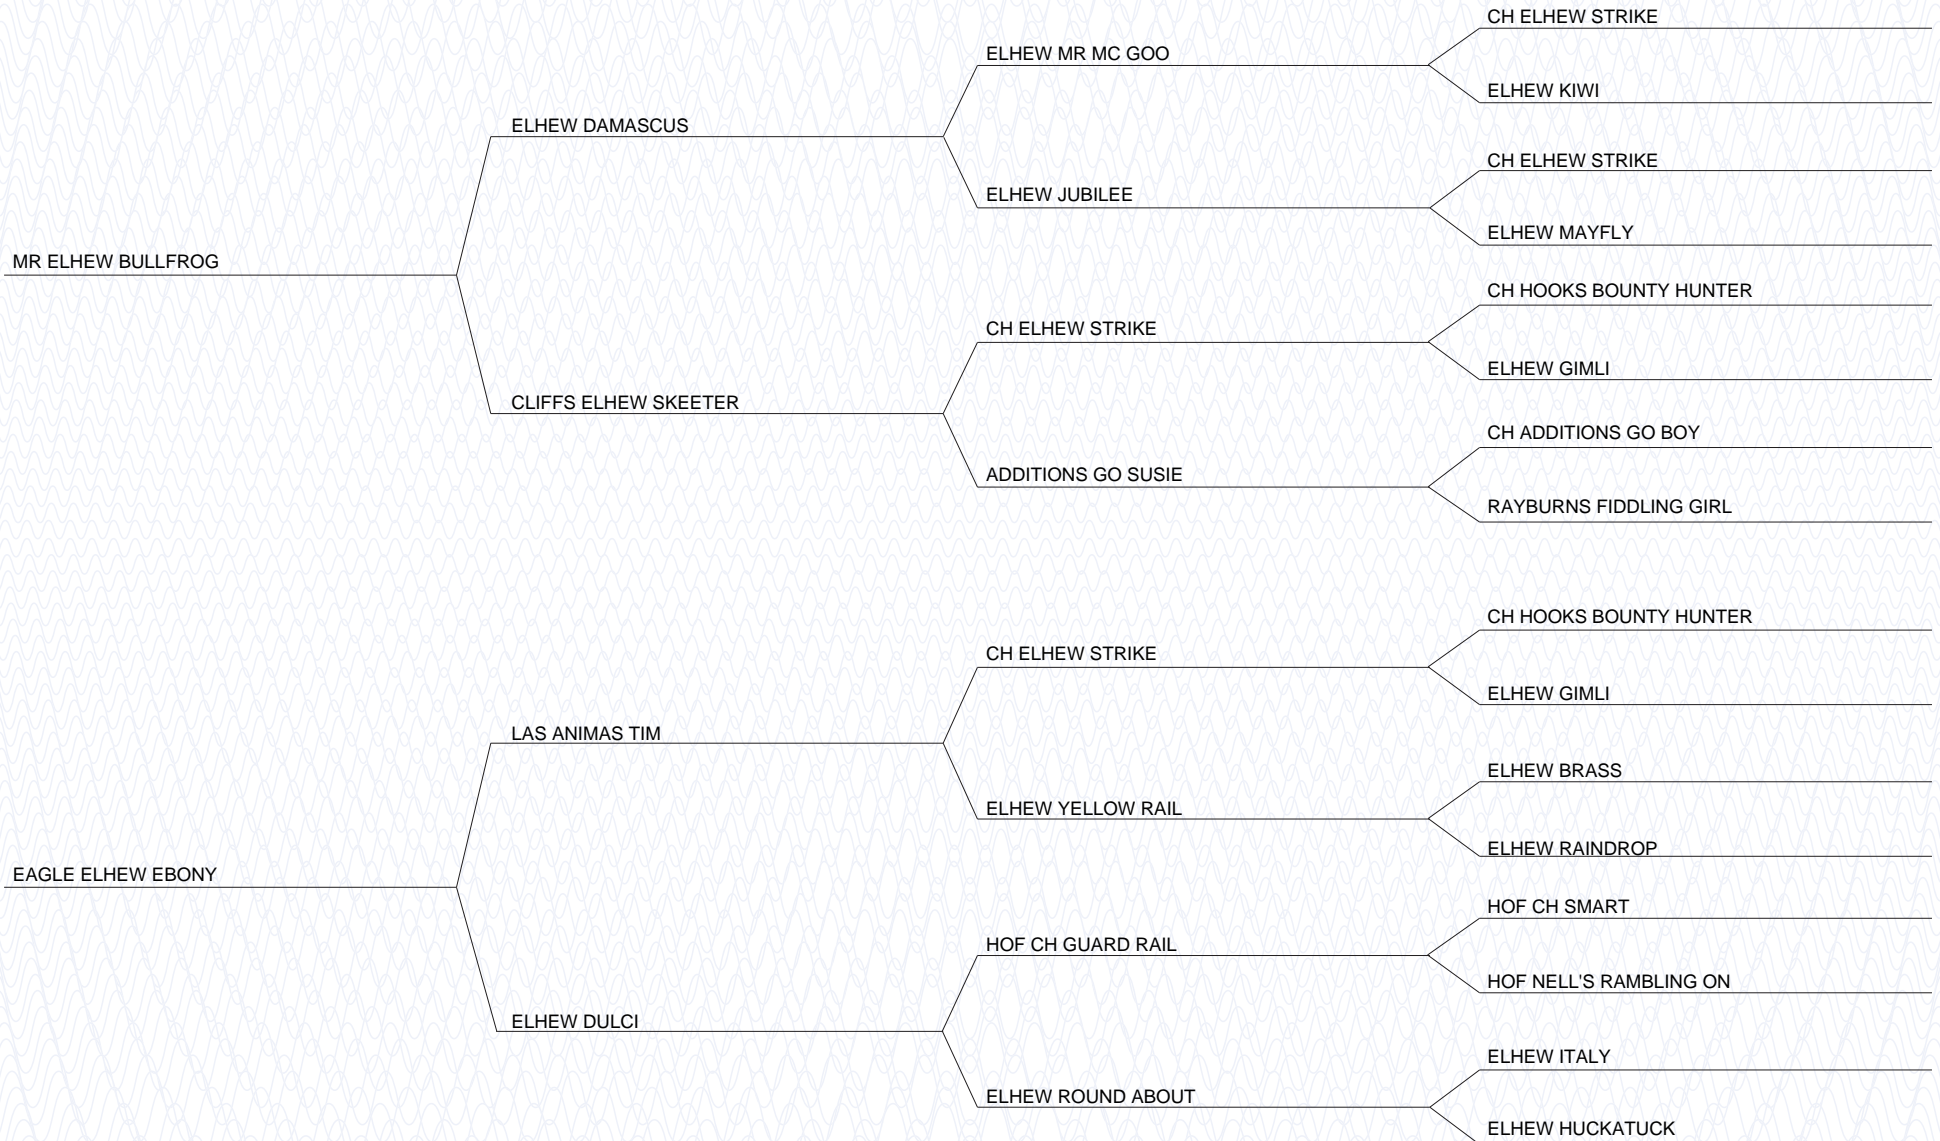 CH ELHEW STRIKE
ELHEW MR MC GOO
ELHEW KIWI
ELHEW DAMASCUS
CH ELHEW STRIKE
ELHEW JUBILEE
ELHEW MAYFLY
MR ELHEW BULLFROG
CH HOOKS BOUNTY HUNTER
CH ELHEW STRIKE
ELHEW GIMLI
CLIFFS ELHEW SKEETER
CH ADDITIONS GO BOY
ADDITIONS GO SUSIE
RAYBURNS FIDDLING GIRL
CH HOOKS BOUNTY HUNTER
CH ELHEW STRIKE
ELHEW GIMLI
LAS ANIMAS TIM
ELHEW BRASS
ELHEW YELLOW RAIL
ELHEW RAINDROP
EAGLE ELHEW EBONY
HOF CH SMART
HOF CH GUARD RAIL
HOF NELL'S RAMBLING ON
ELHEW DULCI
ELHEW ITALY
ELHEW ROUND ABOUT
ELHEW HUCKATUCK